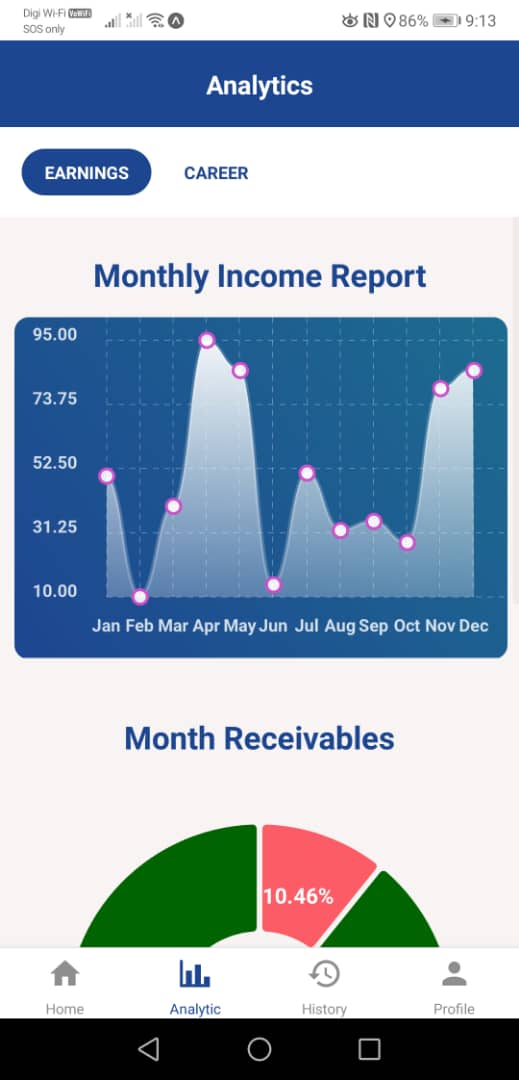 Digi Wi-Fi VoWiFi
SOS only
86% 9:13
Analytics
EARNINGS CAREER
Monthly Income Report
95.00
73.75
52.50
31.25
10.00
Jan Feb Mar Apr May Jun Jul Aug Sep Oct Nov Dec
Month Receivables
10.46%
Home Analytic History Profile